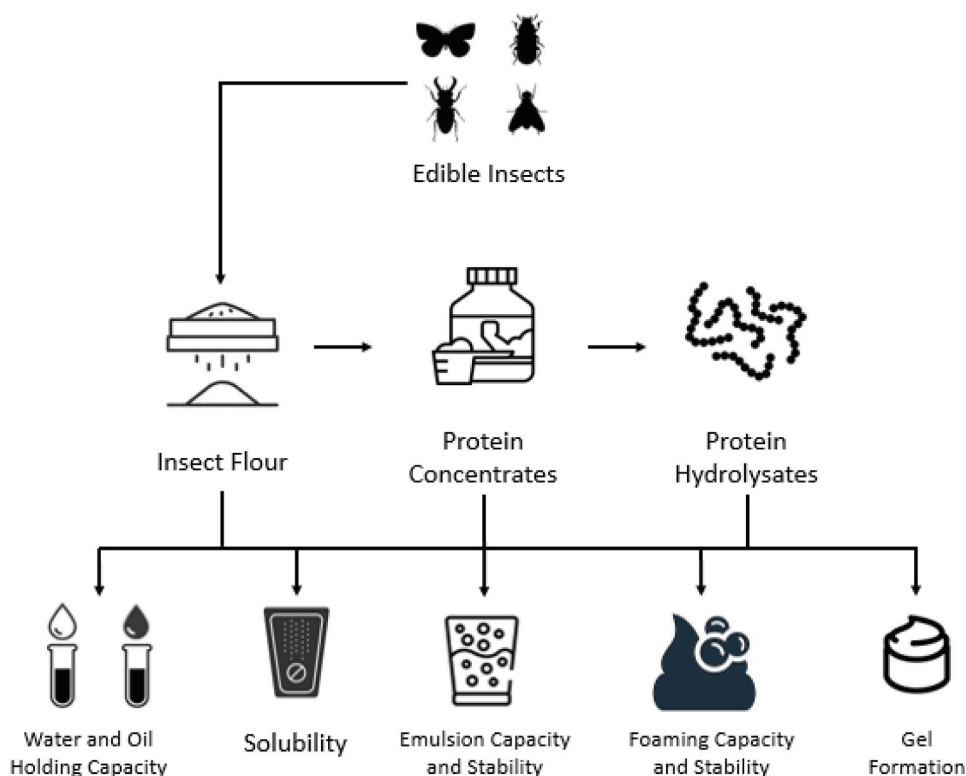 Edible Insects
Insect Flour
Protein
Concentrates
Protein
Hydrolysates
Water and Oil
Holding Capacity
Solubility
Emulsion Capacity
and Stability
Foaming Capacity
and Stability
Gel
Formation